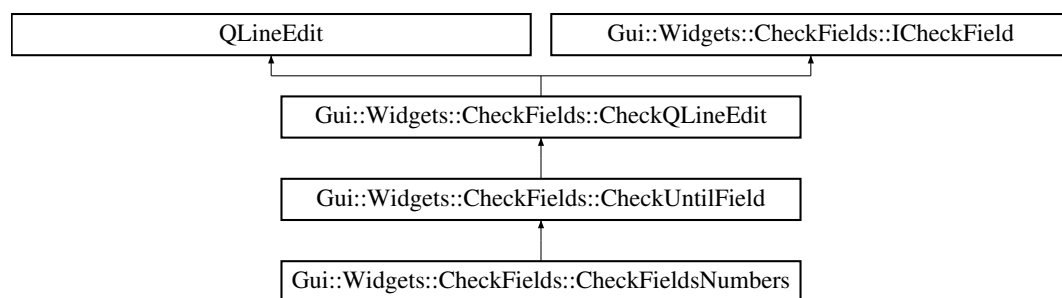 QLineEdit
Gui::Widgets::CheckFields::ICheckField
Gui::Widgets::CheckFields::CheckQLineEdit
Gui::Widgets::CheckFields::CheckUntilField
Gui::Widgets::CheckFields::CheckFieldsNumbers